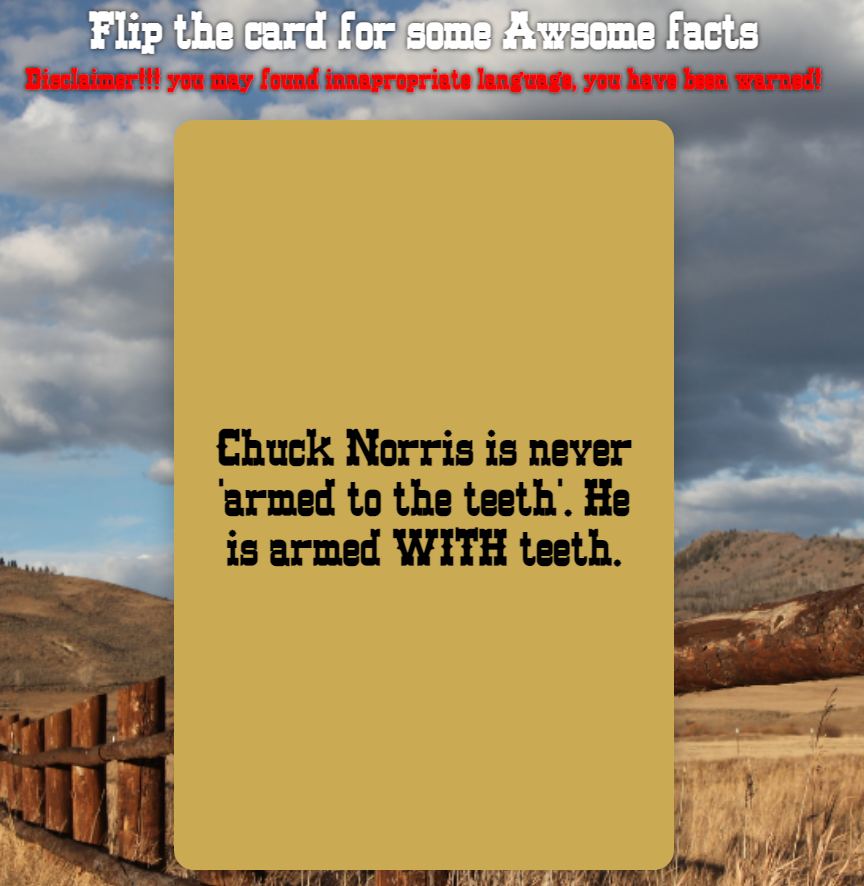 Flip the card for some Awsome facts
Disclaimer!!! you may found innapropriate language, you have been warned!
Chuck Norris is never
'armed to the teeth'. He
is armed WITH teeth.